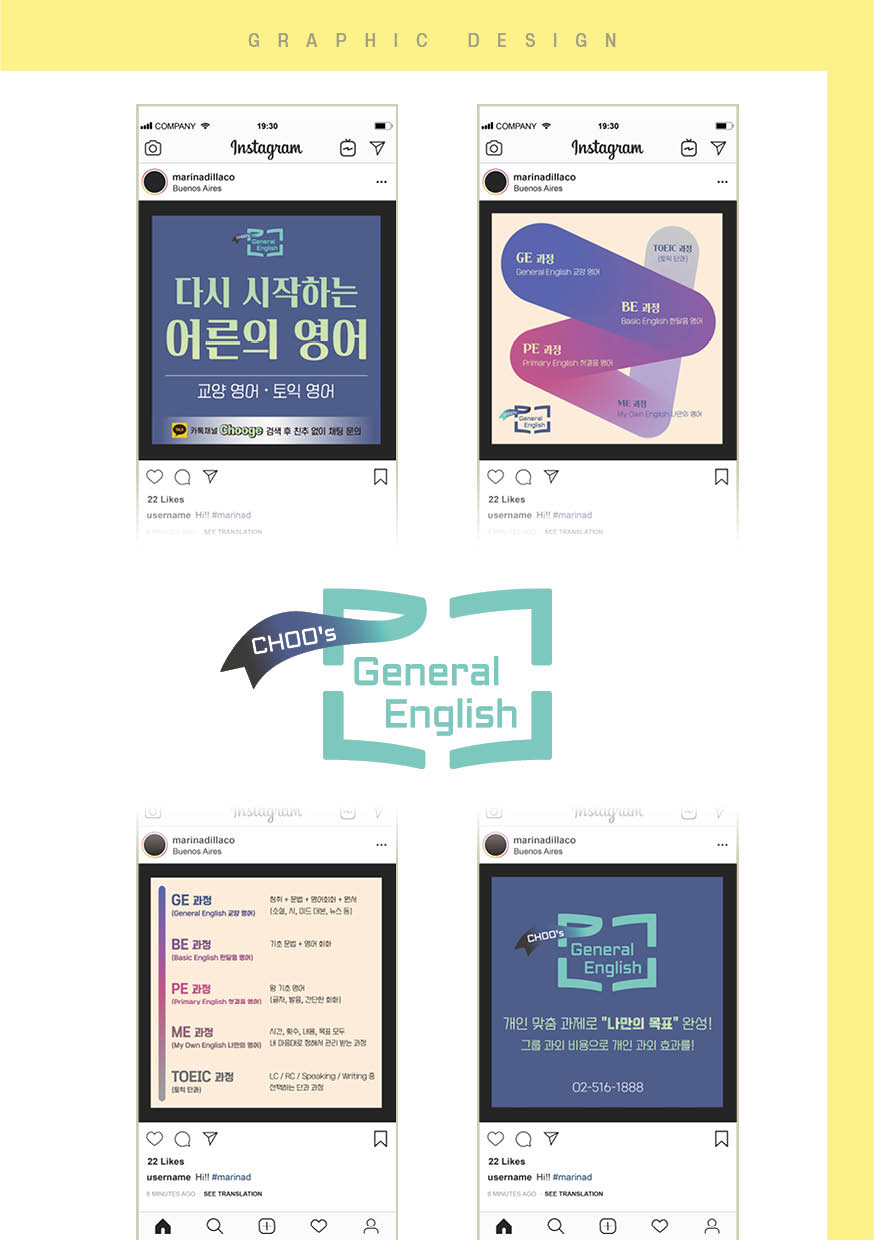 GRAPHIC DESIGN
COMPANY
19:30
Instagram
marinadillaco
Buenos Aires
CHOO's
General
English
다시 시작하는
어른의 영어
교양 영어 · 토익 영어
TALK 카톡채널 Chooge 검색 후 친추 없이 채팅 문의
22 Likes
username Hi!! #marinad
8 MINUTES AGO · SEE TRANSLATION
COMPANY
19:30
Instagram
marinadillaco
Buenos Aires
GE 과정
General English 교양 영어
TOEIC 과정
(토익 단과)
BE 과정
Basic English 한달음 영어
PE 과정
Primary English 첫걸음 영어
ME 과정
My Own English 나만의 영어
CHOO's
General
English
22 Likes
username Hi!! #marinad
8 MINUTES AGO · SEE TRANSLATION
CHOO's
General
English
Instagram
marinadillaco
Buenos Aires
GE 과정
(General English 교양 영어)
청취 + 문법 + 영어회화 + 원서
(소설, 시, 미드 대본, 뉴스 등)
BE 과정
(Basic English 한달음 영어)
기초 문법 + 영어 회화
PE 과정
(Primary English 첫걸음 영어)
왕 기초 영어
(글자, 발음, 간단한 회화)
ME 과정
(My Own English 나만의 영어)
시간, 횟수, 내용, 목표 모두
내 마음대로 정해서 관리 받는 과정
TOEIC 과정
(토익 단과)
LC / RC / Speaking / Writing 중
선택하는 단과 과정
22 Likes
username Hi!! #marinad
8 MINUTES AGO · SEE TRANSLATION
Instagram
marinadillaco
Buenos Aires
CHOO's
General
English
개인 맞춤 과제로 "나만의 목표" 완성!
그룹 과외 비용으로 개인 과외 효과를!
02-516-1888
22 Likes
username Hi!! #marinad
8 MINUTES AGO · SEE TRANSLATION